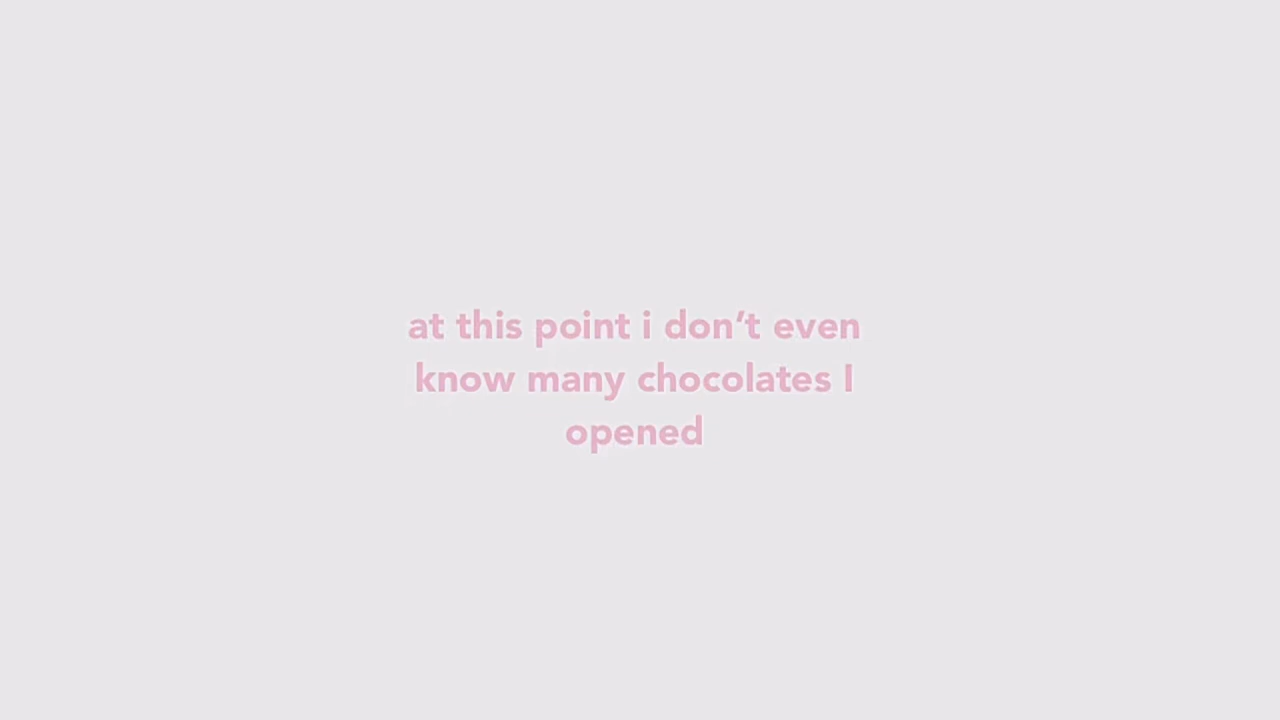 at this point i don’t even
know many chocolates I
opened